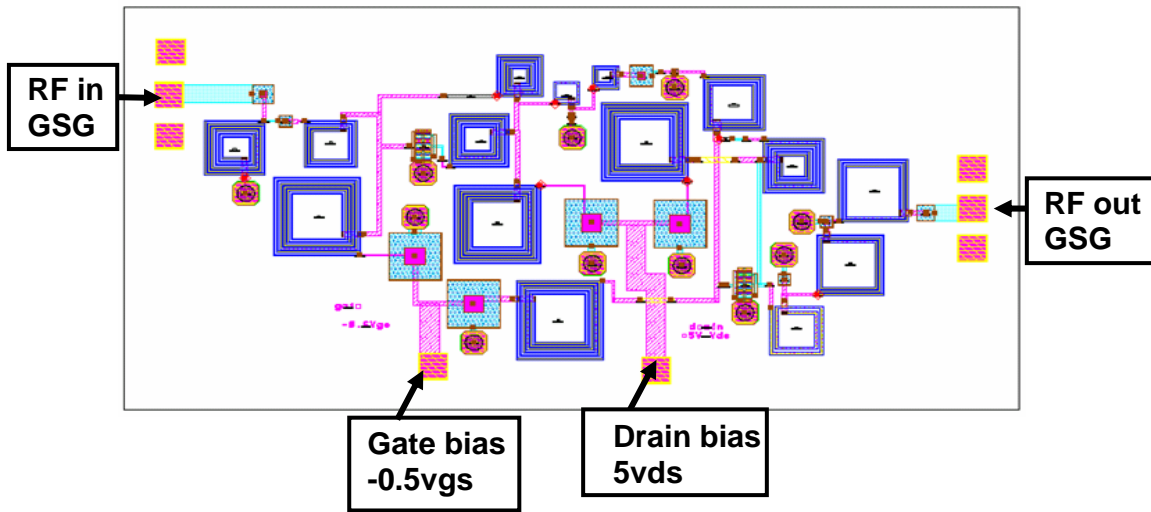 RF in
GSG
RF out
GSG
Gate bias
-0.5vgs
Drain bias
5vds